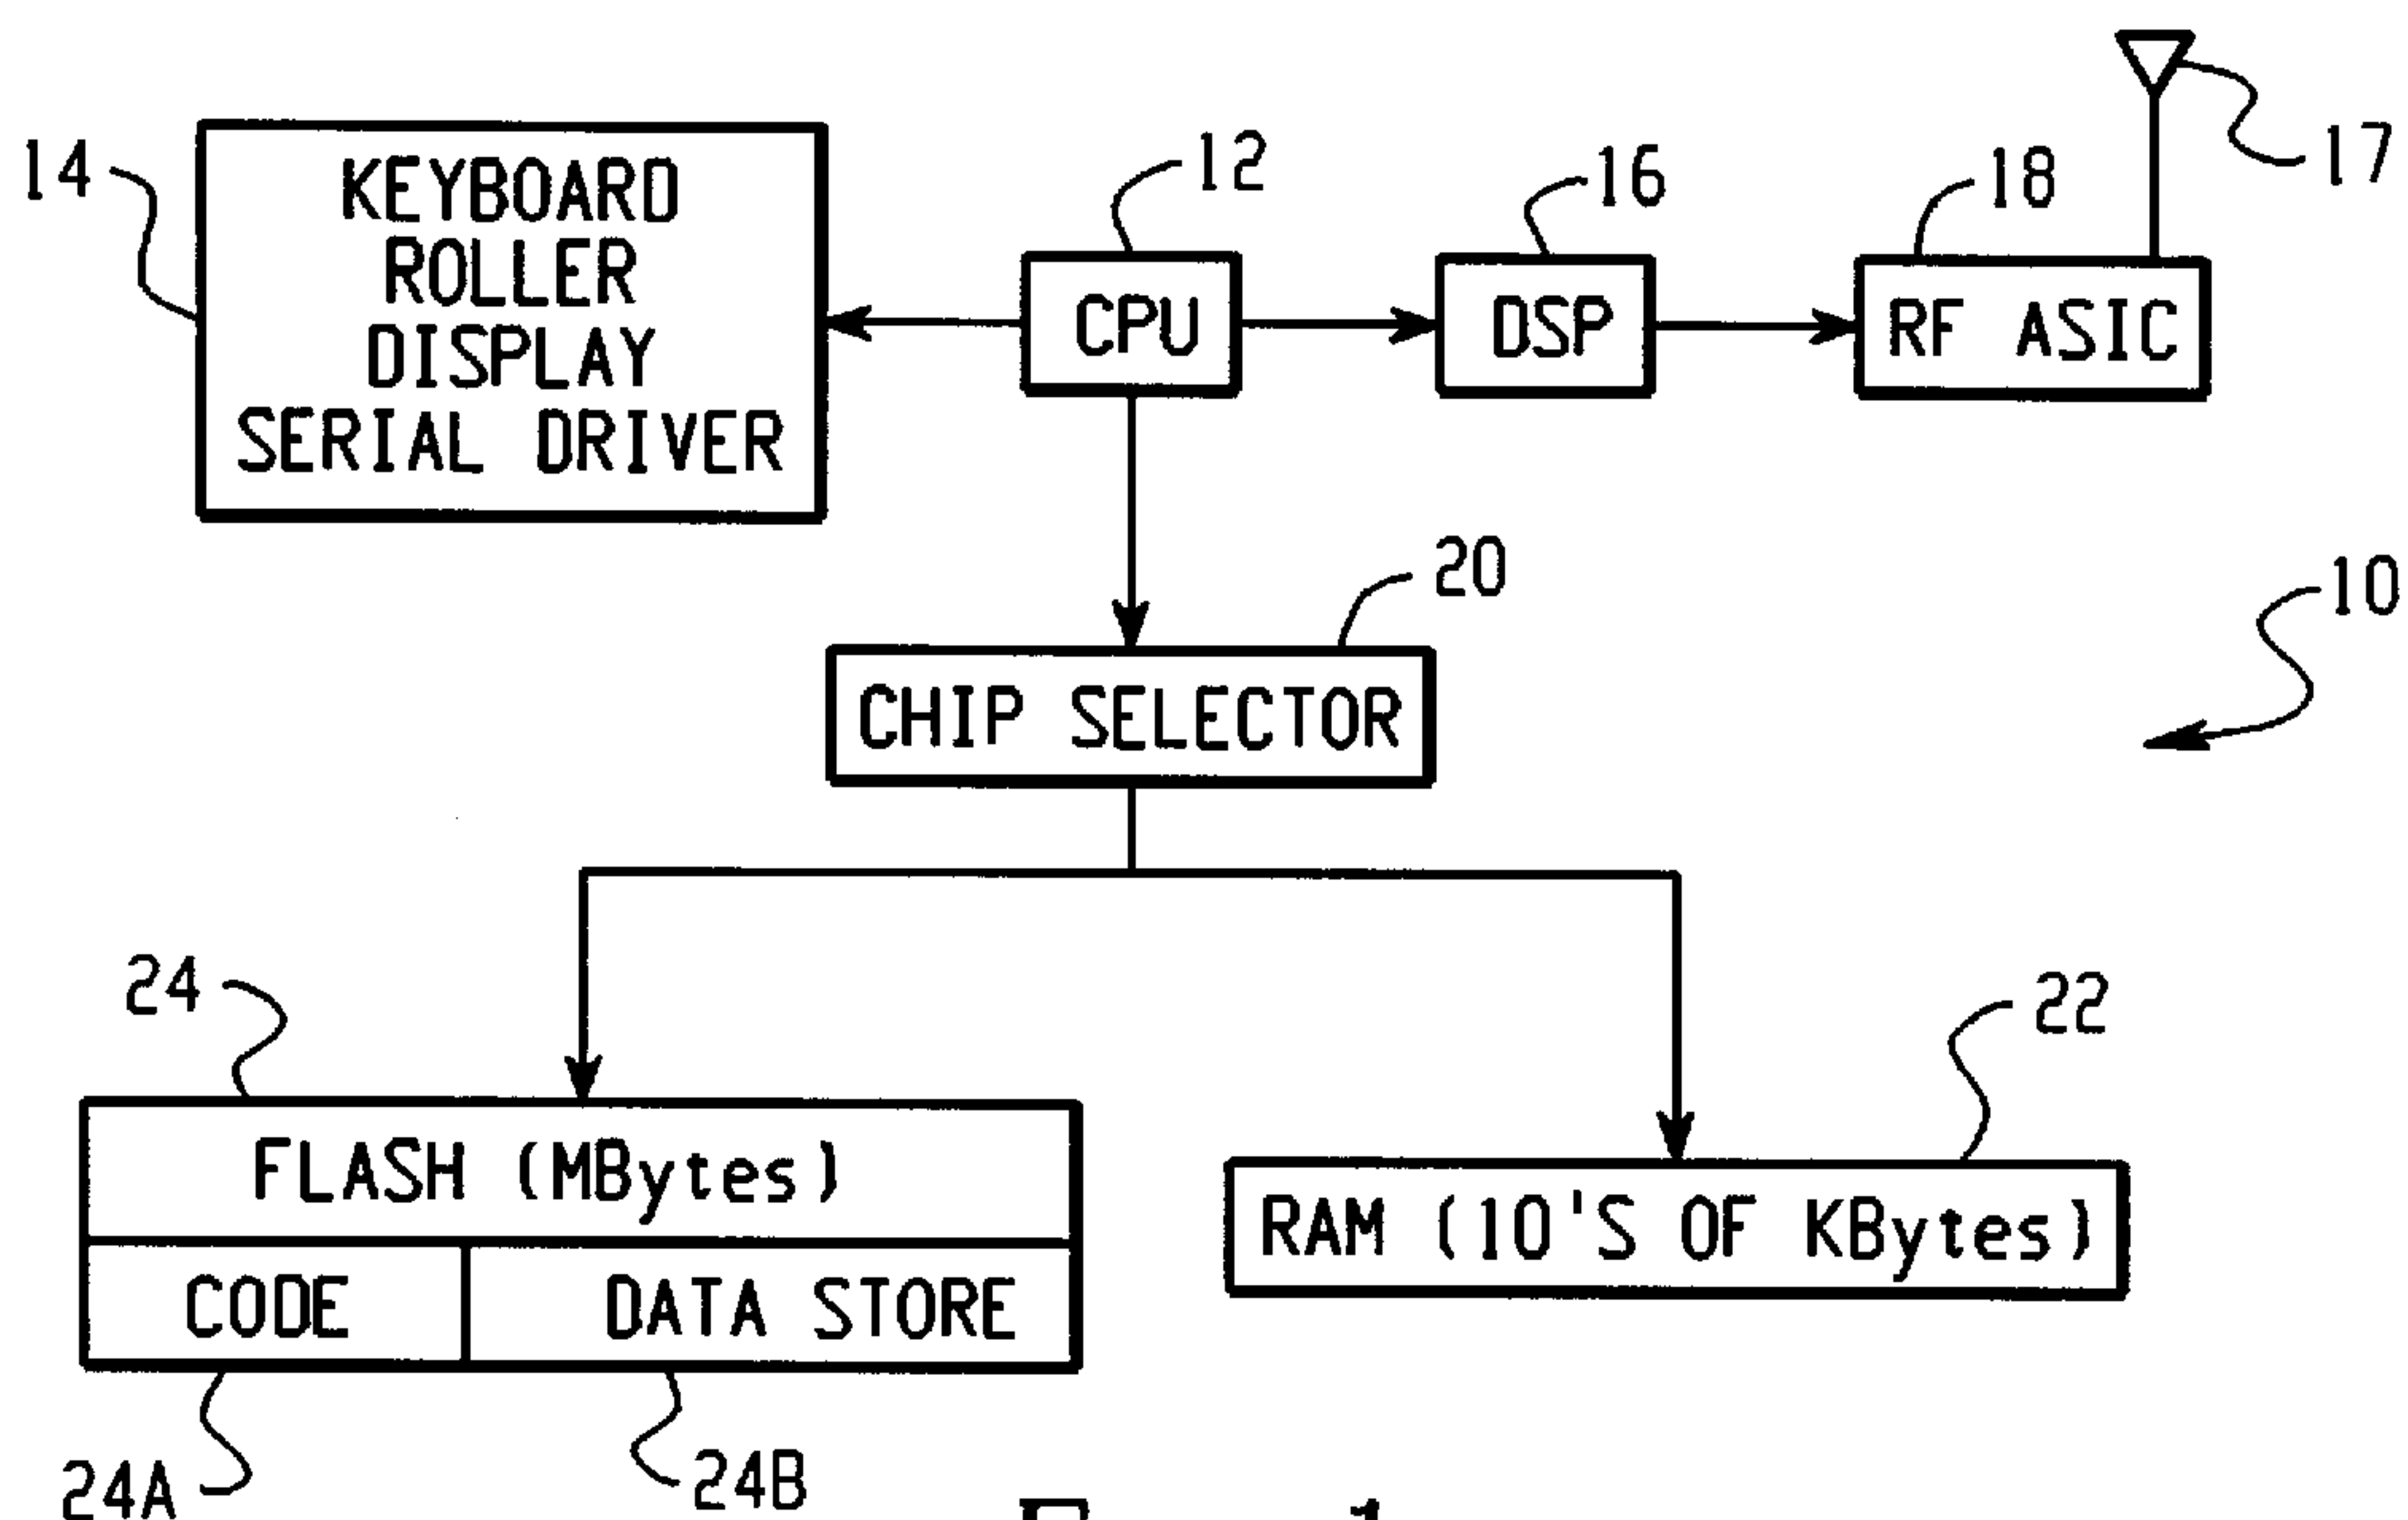 17
14
KEYBOARD
ROLLER
DISPLAY
SERIAL DRIVER
12
CPU
16
DSP
18
RF ASIC
20
CHIP SELECTOR
10
24
FLASH (MBytes)
CODE
DATA STORE
22
RAM (10'S OF KBytes)
24A
24B